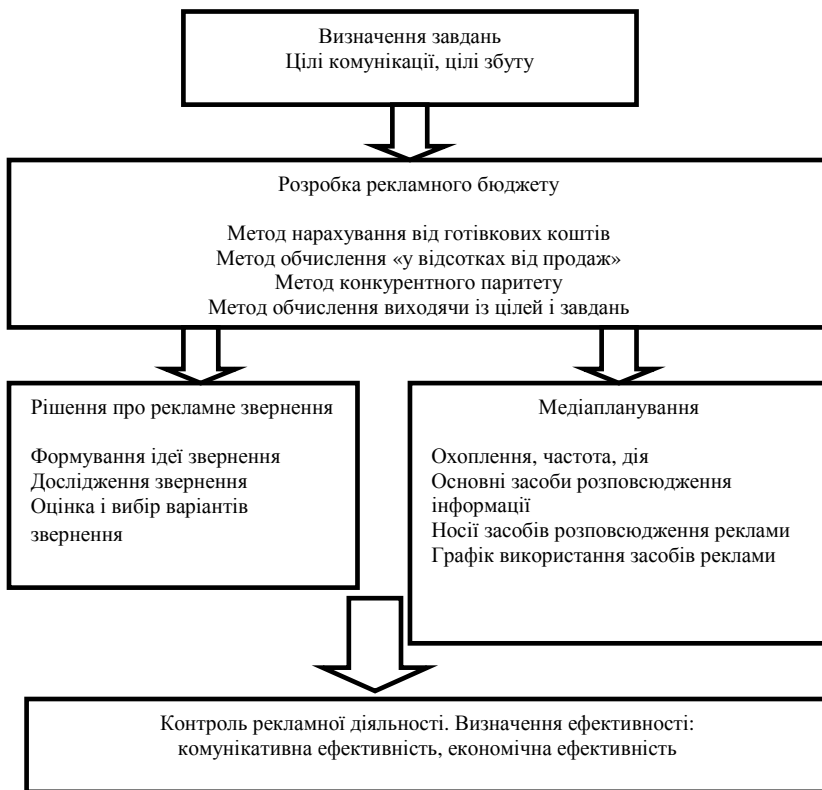 Визначення завдань
Цілі комунікації, цілі збуту
Розробка рекламного бюджету
Метод нарахування від готівкових коштів
Метод обчислення «у відсотках від продаж»
Метод конкурентного паритету
Метод обчислення виходячи із цілей і завдань
Рішення про рекламне звернення
Формування ідеї звернення
Дослідження звернення
Оцінка і вибір варіантів
звернення
Медіапланування
Охоплення, частота, дія
Основні засоби розповсюдження
інформації
Носії засобів розповсюдження реклами
Графік використання засобів реклами
Контроль рекламної діяльності. Визначення ефективності:
комунікативна ефективність, економічна ефективність